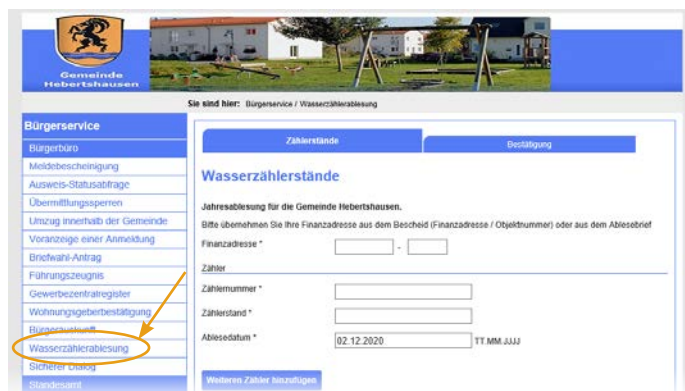 Gemeinde
Hebertshausen
Sie sind hier: Bürgerservice / Wasserzählerablesung
Bürgerservice
Bürgerbüro
Meldebescheinigung
Ausweis-Statusabfrage
Übermittlungssperren
Umzug innerhalb der Gemeinde
Voranzeige einer Anmeldung
Briefwahl-Antrag
Führungszeugnis
Gewerbezentralregister
Wohnungsgeberbestätigung
Bürgerauskunft
Wasserzählerablesung
Sicherer Dialog
Standesamt
Zählerstände
Bestätigung
Wasserzählerstände
Jahresablesung für die Gemeinde Hebertshausen.
Bitte übernehmen Sie Ihre Finanzadresse aus dem Bescheid (Finanzadresse / Objektnummer) oder aus dem Ablesebrief
Finanzadresse * -
Zähler
Zählernummer *
Zählerstand *
Ablesedatum * 02.12.2020 TT.MM.JJJJ
Weiteren Zähler hinzufügen